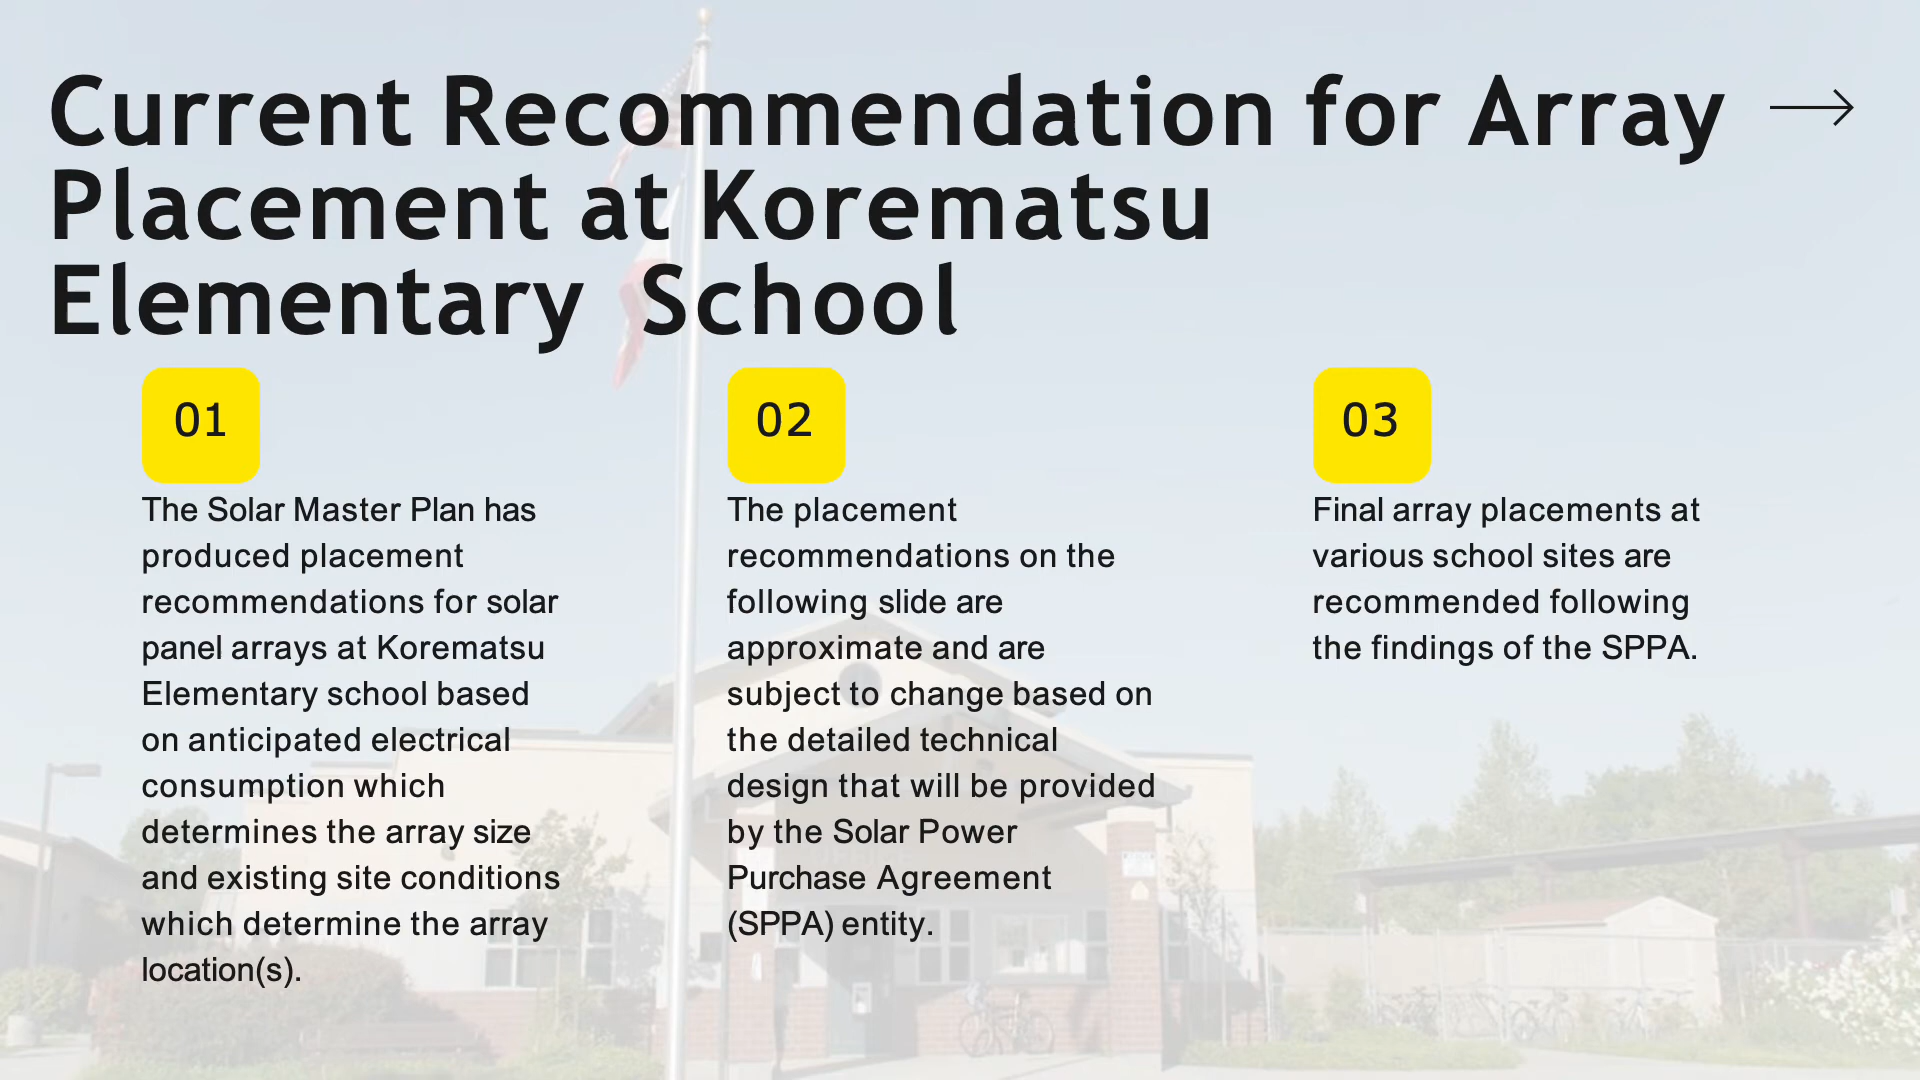 Current Recommendation for Array
Placement at Korematsu
Elementary  School
01
The Solar Master Plan has
produced placement
recommendations for solar
panel arrays at Korematsu
Elementary school based
on anticipated electrical
consumption which
determines the array size
and existing site conditions
which determine the array
location(s).
02
The placement
recommendations on the
following slide are
approximate and are
subject to change based on
the detailed technical
design that will be provided
by the Solar Power
Purchase Agreement
(SPPA) entity.
03
Final array placements at
various school sites are
recommended following
the findings of the SPPA.